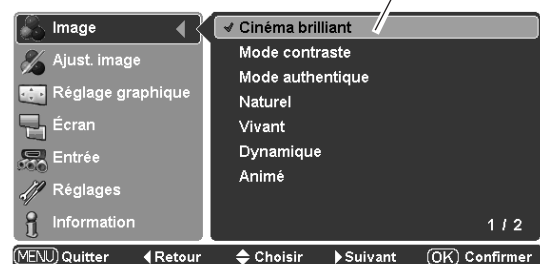 Image
Ajust. image
Réglage graphique
Écran
Entrée
Réglages
Information
Cinéma brilliant
Mode contraste
Mode authentique
Naturel
Vivant
Dynamique
Animé
1 / 2
MENU Quitter Retour Choisir Suivant OK Confirmer